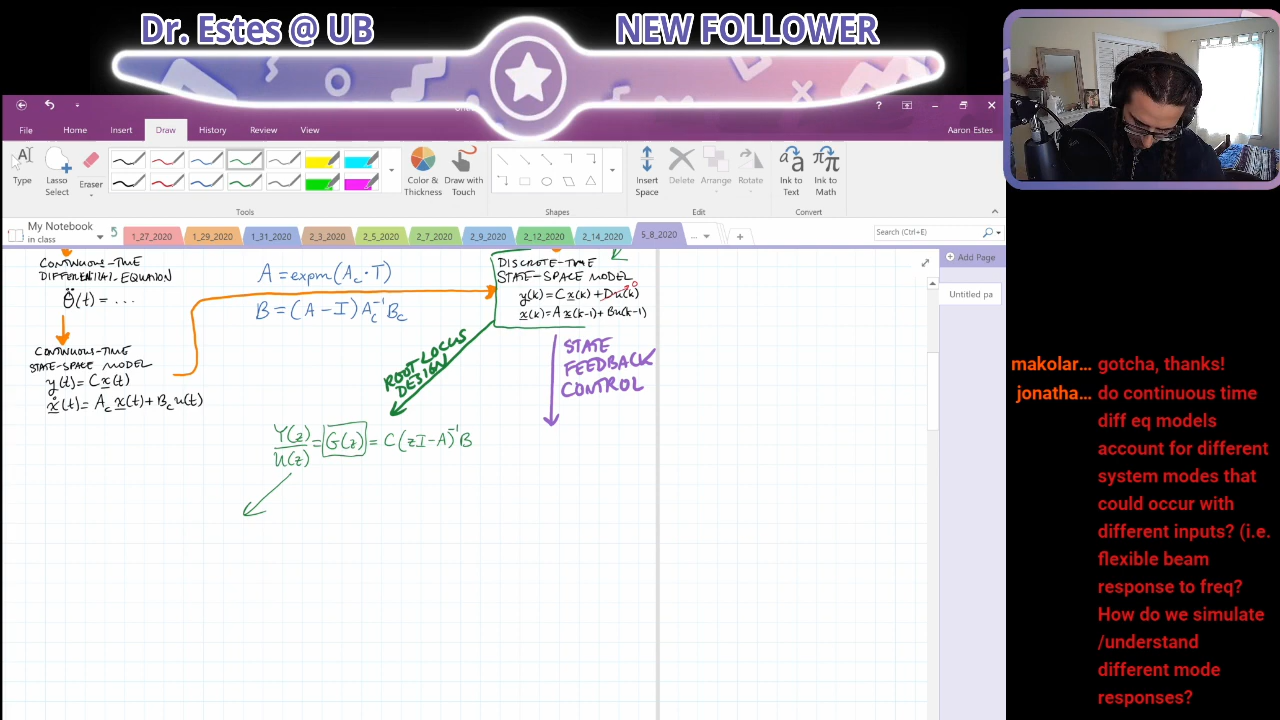 Dr. Estes @ UB
NEW FOLLOWER
?
File
Home
Insert
Draw
History
Review
View
Aaron Estes
Type
Lasso
Select
Eraser
Color &
Thickness
Draw with
Touch
Insert
Space
Delete
Arrange
Rotate
Ink to
Text
Ink to
Math
Tools
Shapes
Edit
Convert
My Notebook
in class
1_27_2020
1_29_2020
1_31_2020
2_3_2020
2_5_2020
2_7_2020
2_9_2020
2_12_2020
2_14_2020
5_8_2020
...
Search (Ctrl+E)
Add Page
Untitled pa
CONTINUOUS-TIME
DIFFERENTIAL EQUATION
θ̈(t) = ...
CONTINUOUS-TIME
STATE-SPACE MODEL
y(t) = Cx(t)
ẋ(t) = A_c x(t) + B_c u(t)
A = expm(A_c · T)
B = (A − I) A_c⁻¹ B_c
DISCRETE-TIME
STATE-SPACE MODEL
y(k) = Cx(k) + Du(k) 0
x(k) = Ax(k-1) + Bu(k-1)
ROOT LOCUS
DESIGN
STATE
FEEDBACK
CONTROL
Y(z)/U(z) = G(z) = C(zI−A)⁻¹B
makolar... gotcha, thanks!
jonatha... do continuous time
diff eq models
account for different
system modes that
could occur with
different inputs? (i.e.
flexible beam
response to freq?
How do we simulate
/understand
different mode
responses?